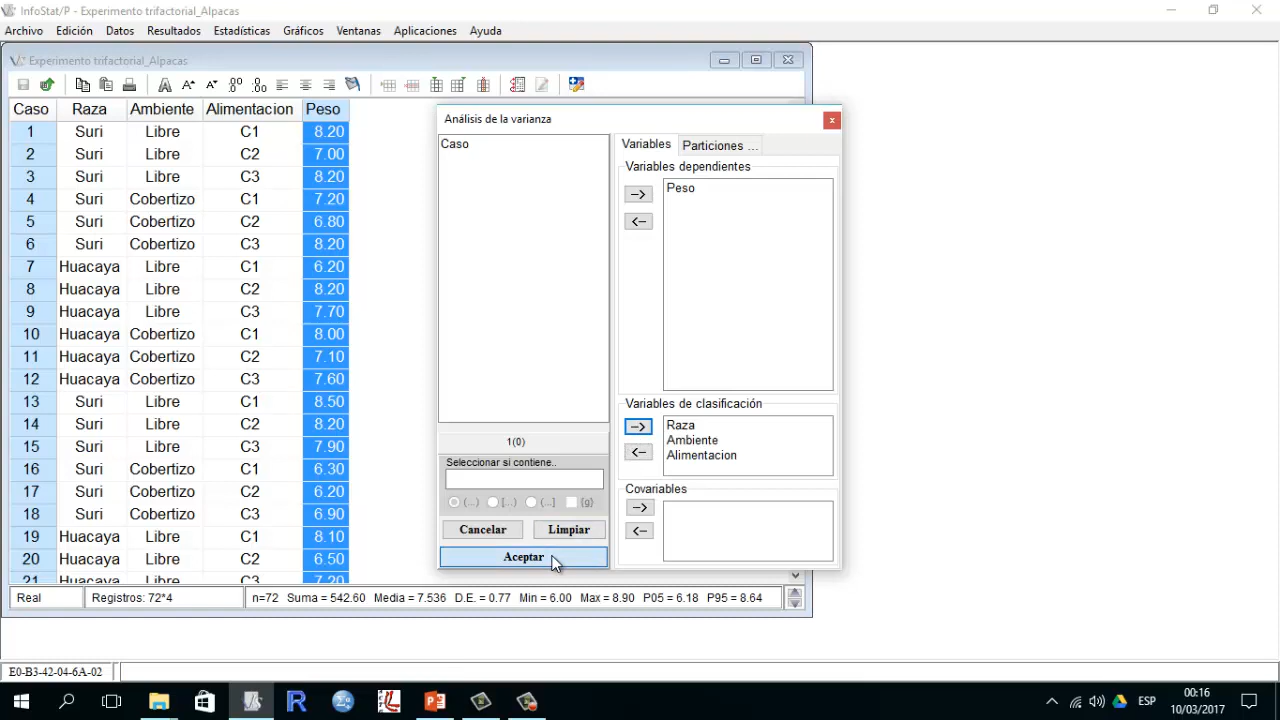 InfoStat/P - Experimento trifactorial_Alpacas
Archivo Edición Datos Resultados Estadísticas Gráficos Ventanas Aplicaciones Ayuda
Experimento trifactorial_Alpacas
Caso Raza Ambiente Alimentacion Peso
1 Suri Libre C1 8.20
2 Suri Libre C2 7.00
3 Suri Libre C3 8.20
4 Suri Cobertizo C1 7.20
5 Suri Cobertizo C2 6.80
6 Suri Cobertizo C3 8.20
7 Huacaya Libre C1 6.20
8 Huacaya Libre C2 8.20
9 Huacaya Libre C3 7.70
10 Huacaya Cobertizo C1 8.00
11 Huacaya Cobertizo C2 7.10
12 Huacaya Cobertizo C3 7.60
13 Suri Libre C1 8.50
14 Suri Libre C2 8.20
15 Suri Libre C3 7.90
16 Suri Cobertizo C1 6.30
17 Suri Cobertizo C2 6.20
18 Suri Cobertizo C3 6.90
19 Huacaya Libre C1 8.10
20 Huacaya Libre C2 6.50
21 Huacaya Libre C3 7.20
Real Registros: 72*4 n=72 Suma = 542.60 Media = 7.536 D.E. = 0.77 Min = 6.00 Max = 8.90 P05 = 6.18 P95 = 8.64
Análisis de la varianza
Caso
1(0)
Seleccionar si contiene..
(...) [...) (...] {g}
Cancelar Limpiar
Aceptar
Variables Particiones ...
Variables dependientes
-->
Peso
<--
Variables de clasificación
-->
Raza
Ambiente
<--
Alimentacion
Covariables
-->
<--
E0-B3-42-04-6A-02
ESP
00:16
10/03/2017